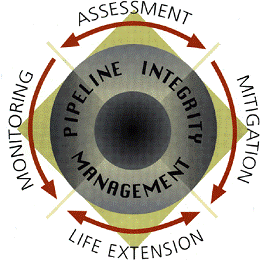 ASSESSMENT
PIPELINE INTEGRITY
MANAGEMENT
MONITORING
MITIGATION
LIFE EXTENSION